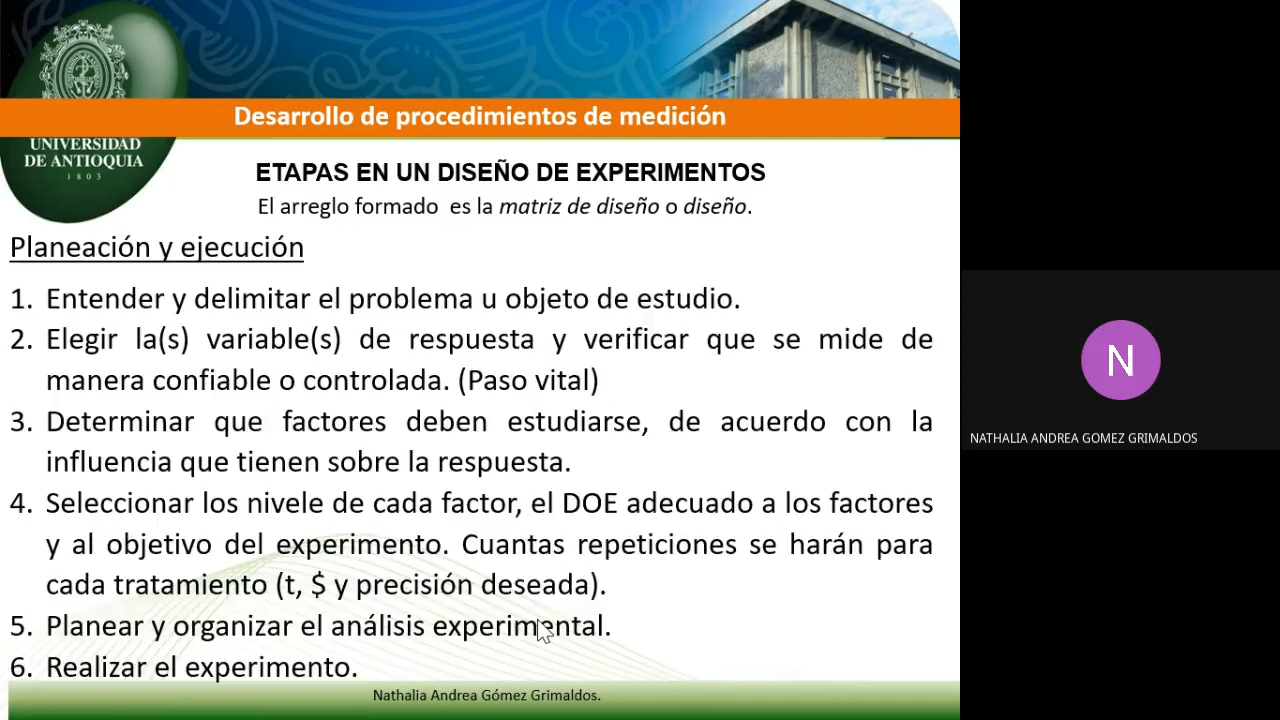 Desarrollo de procedimientos de medición
UNIVERSIDAD
DE ANTIOQUIA
1803
ETAPAS EN UN DISEÑO DE EXPERIMENTOS
El arreglo formado es la matriz de diseño o diseño.
Planeación y ejecución
1. Entender y delimitar el problema u objeto de estudio.
2. Elegir la(s) variable(s) de respuesta y verificar que se mide de
manera confiable o controlada. (Paso vital)
3. Determinar que factores deben estudiarse, de acuerdo con la
influencia que tienen sobre la respuesta.
4. Seleccionar los nivele de cada factor, el DOE adecuado a los factores
y al objetivo del experimento. Cuantas repeticiones se harán para
cada tratamiento (t, $ y precisión deseada).
5. Planear y organizar el análisis experimental.
6. Realizar el experimento.
Nathalia Andrea Gómez Grimaldos.
N
NATHALIA ANDREA GOMEZ GRIMALDOS